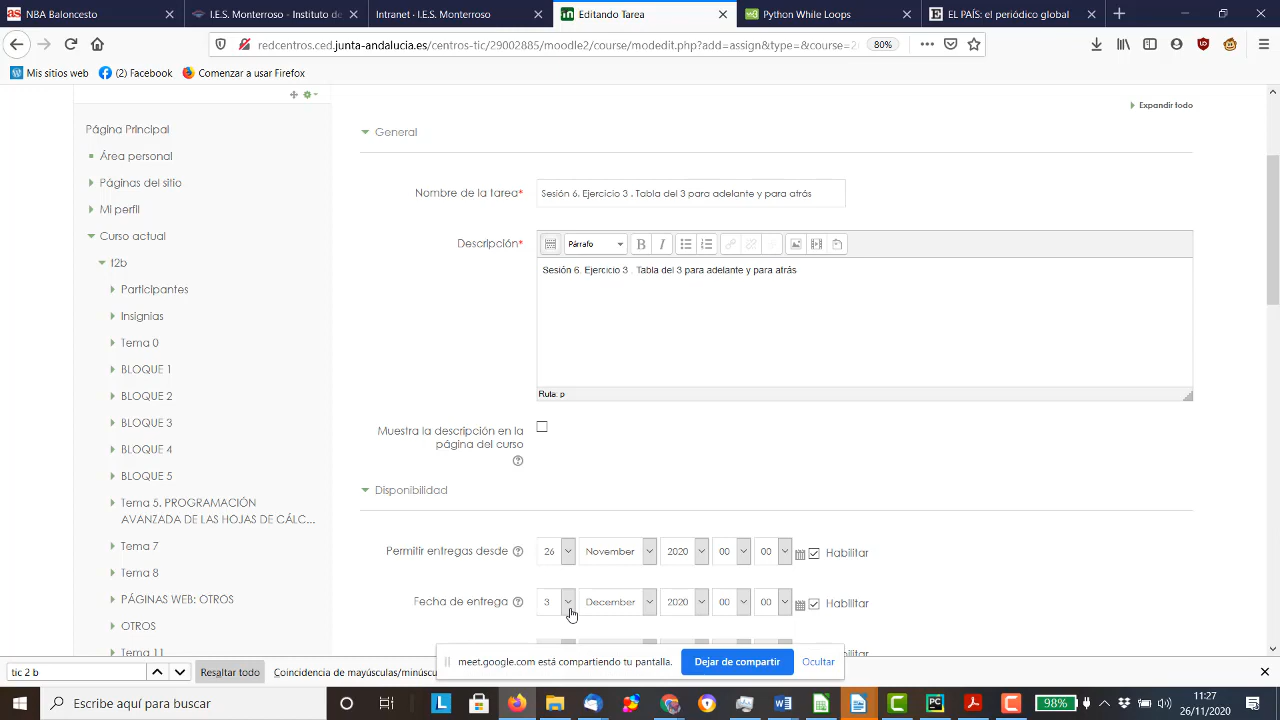 NBA Baloncesto
I.E.S. Monterroso - Instituto de
Intranet - I.E.S. Monterroso
Editando Tarea
Python While Loops
EL PAÍS: el periódico global
redcentros.ced.junta-andalucia.es/centros-tic/29002885/moodle2/course/modedit.php?add=assign&type=&course=2
80%
Mis sitios web
(2) Facebook
Comenzar a usar Firefox
Expandir todo
Página Principal
Área personal
Páginas del sitio
Mi perfil
Curso actual
t2b
Participantes
Insignias
Tema 0
BLOQUE 1
BLOQUE 2
BLOQUE 3
BLOQUE 4
BLOQUE 5
Tema 5. PROGRAMACIÓN
AVANZADA DE LAS HOJAS DE CÁLC...
Tema 7
Tema 8
PÁGINAS WEB: OTROS
OTROS
Tema 11
General
Nombre de la tarea*
Sesión 6. Ejercicio 3 . Tabla del 3 para adelante y para atrás
Descripción*
Párrafo
B I
Sesión 6. Ejercicio 3 . Tabla del 3 para adelante y para atrás
Ruta: p
Muestra la descripción en la
página del curso
Disponibilidad
Permitir entregas desde
26 November 2020 00 00
Habilitar
Fecha de entrega
3 December 2020 00 00
Habilitar
meet.google.com está compartiendo tu pantalla.
Dejar de compartir
Ocultar
tic 2 b
Resaltar todo
Coincidencia de mayúsculas/minúscu
Escribe aquí para buscar
98%
11:27
26/11/2020